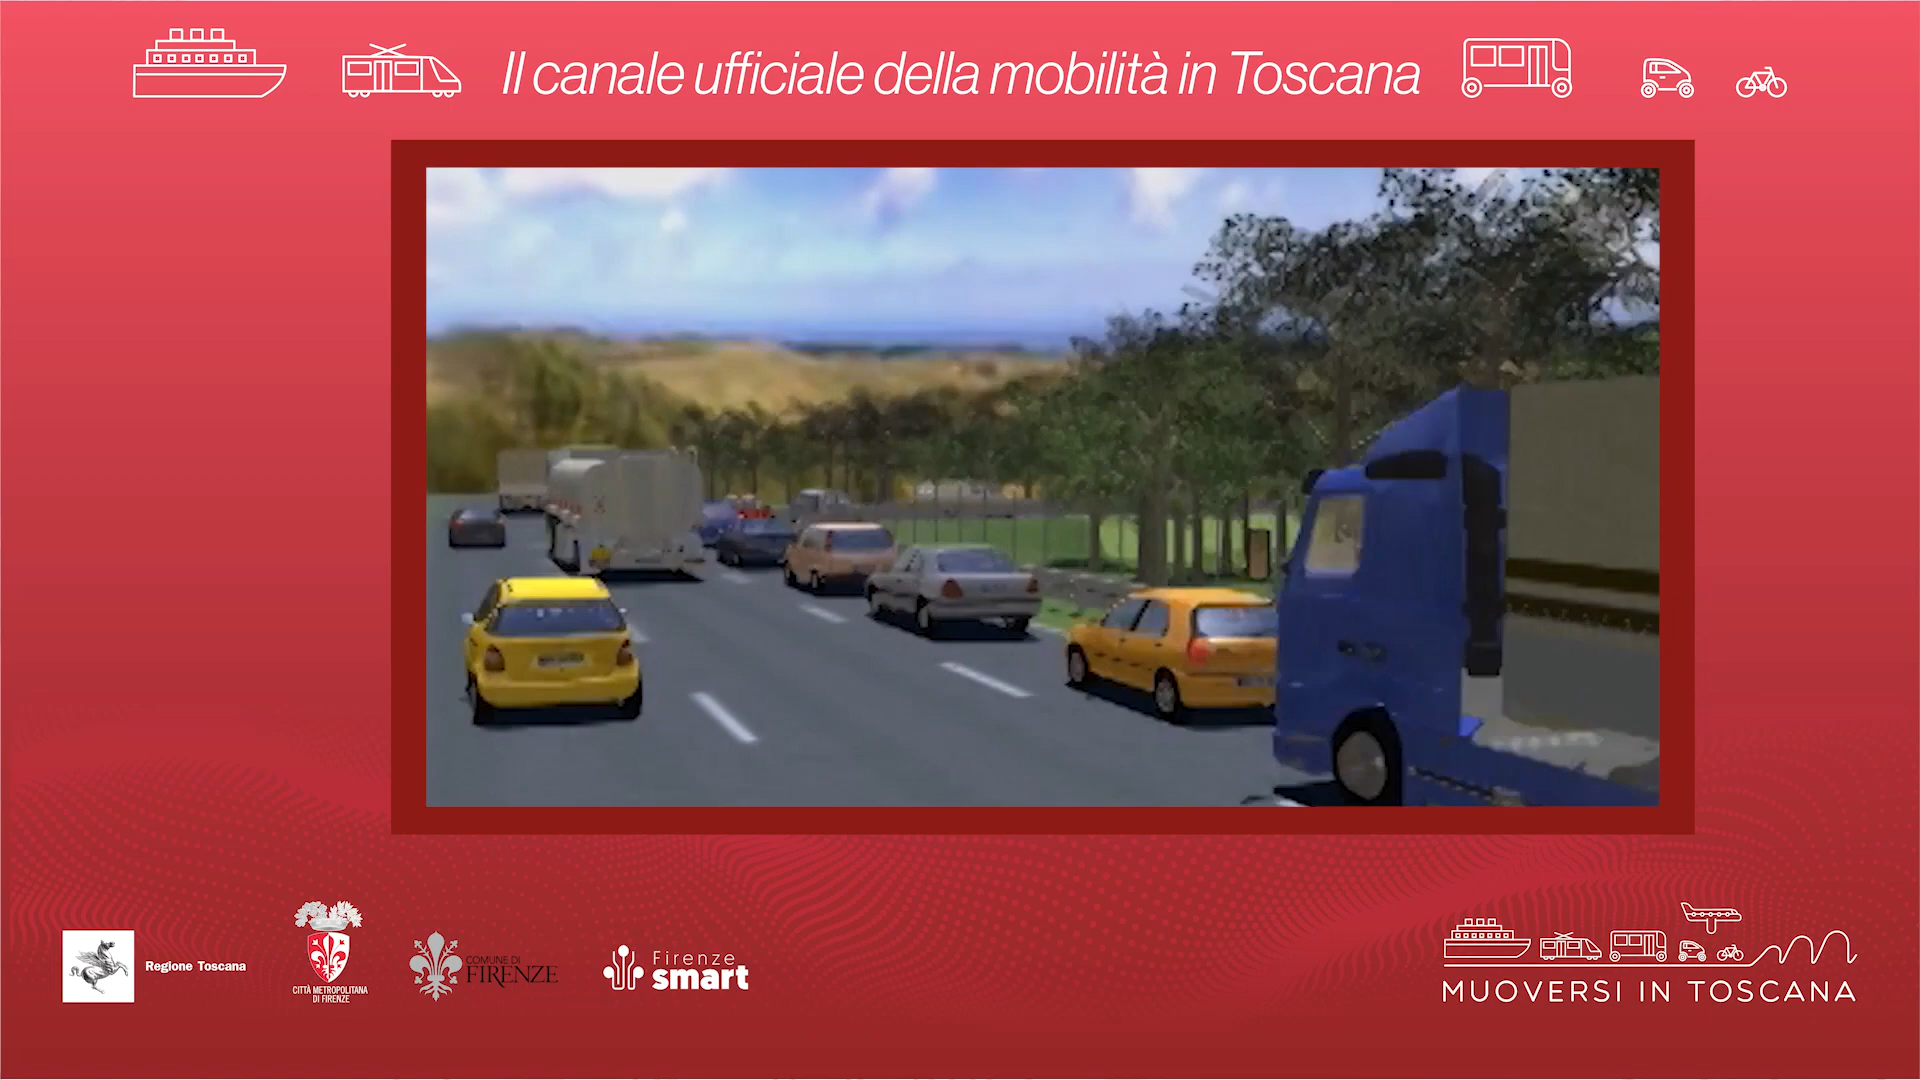 Il canale ufficiale della mobilità in Toscana
Regione Toscana
CITTÀ METROPOLITANA
DI FIRENZE
COMUNE DI
FIRENZE
Firenze
smart
MUOVERSI IN TOSCANA